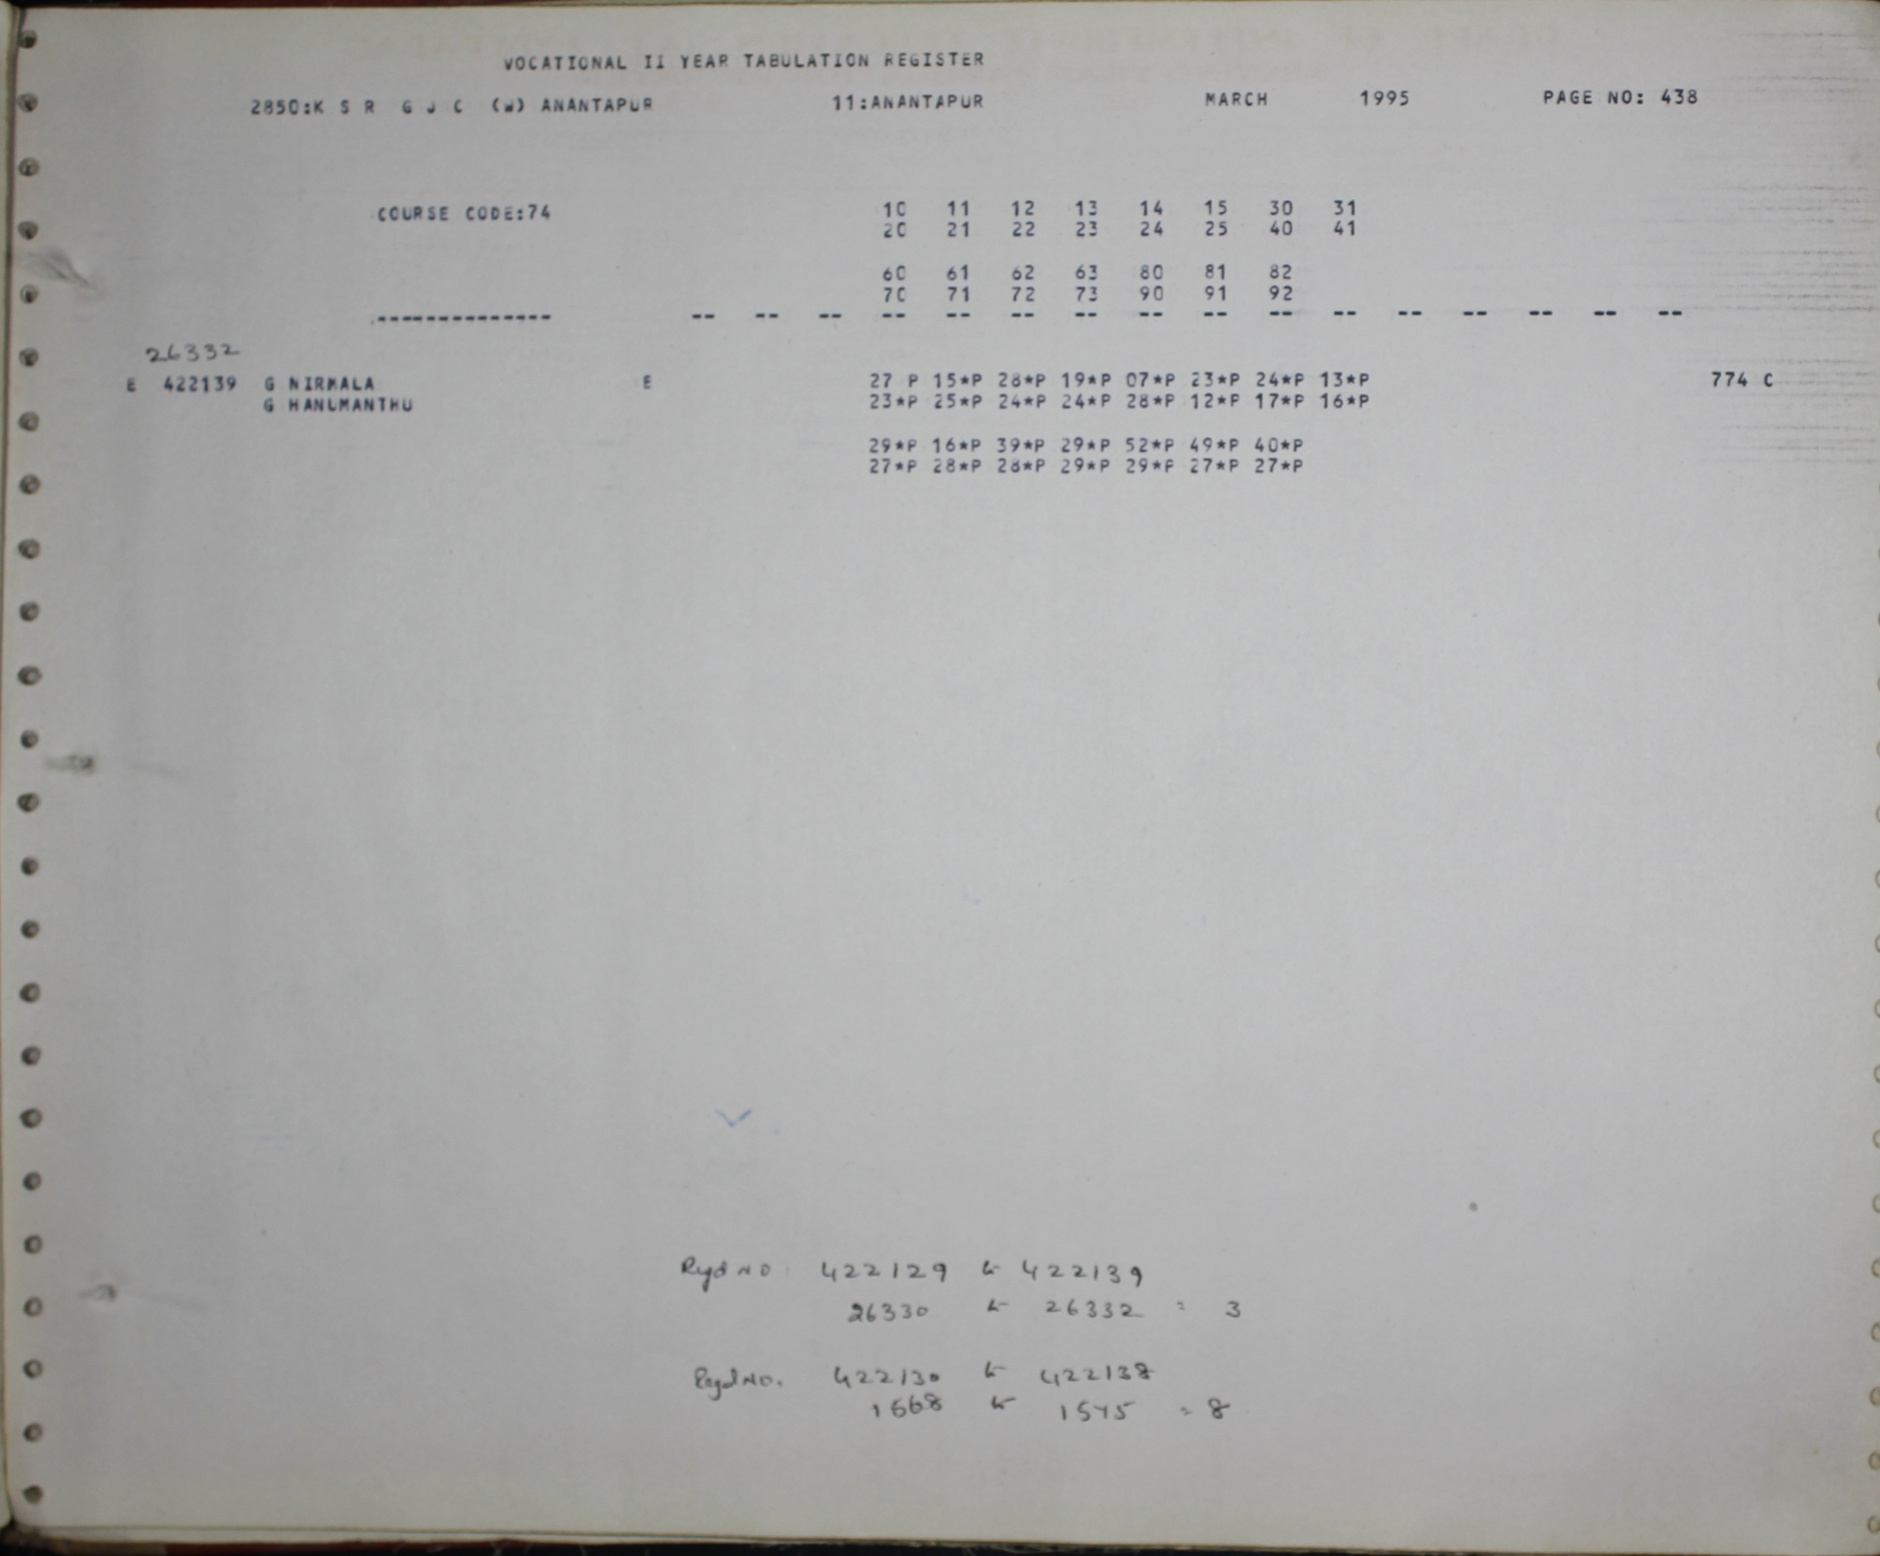 VOCATIONAL II YEAR TABULATION REGISTER
2850:K S R G J C (W) ANANTAPUR 11:ANANTAPUR MARCH 1995 PAGE NO: 438
COURSE CODE:74 10 11 12 13 14 15 30 31
20 21 22 23 24 25 40 41
60 61 62 63 80 81 82
70 71 72 73 90 91 92
-------------- -- -- -- -- -- -- -- -- -- -- -- -- -- -- -- --
26332
E 422139 G NIRMALA E 27 P 15*P 28*P 19*P 07*P 23*P 24*P 13*P 774 C
G HANUMANTHU 23*P 25*P 24*P 24*P 28*P 12*P 17*P 16*P
29*P 16*P 39*P 29*P 52*P 49*P 40*P
27*P 28*P 28*P 29*P 29*P 27*P 27*P
Regd NO. 422129 to 422139
26330 to 26332 = 3
Regd NO. 422130 to 422138
to = 8